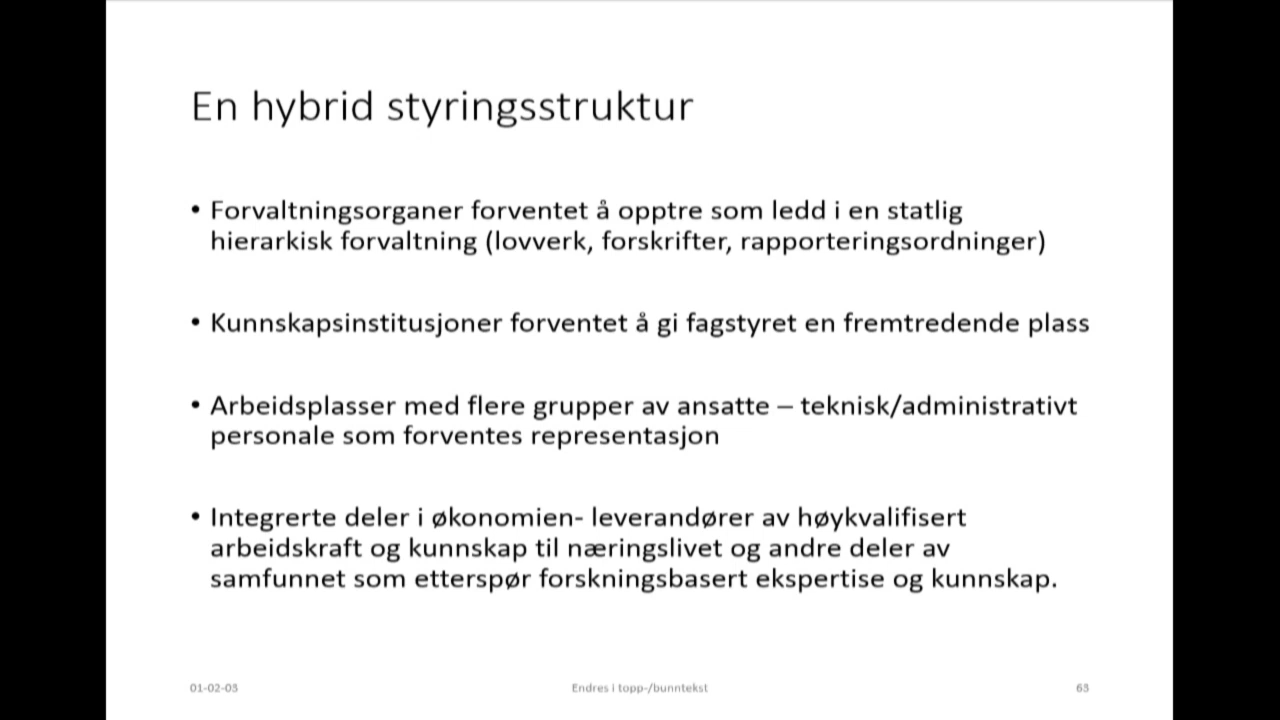 En hybrid styringsstruktur
• Forvaltningsorganer forventet å opptre som ledd i en statlig
hierarkisk forvaltning (lovverk, forskrifter, rapporteringsordninger)
• Kunnskapsinstitusjoner forventet å gi fagstyret en fremtredende plass
• Arbeidsplasser med flere grupper av ansatte – teknisk/administrativt
personale som forventes representasjon
• Integrerte deler i økonomien- leverandører av høykvalifisert
arbeidskraft og kunnskap til næringslivet og andre deler av
samfunnet som etterspør forskningsbasert ekspertise og kunnskap.
01-02-03
Endres i topp-/bunntekst
63